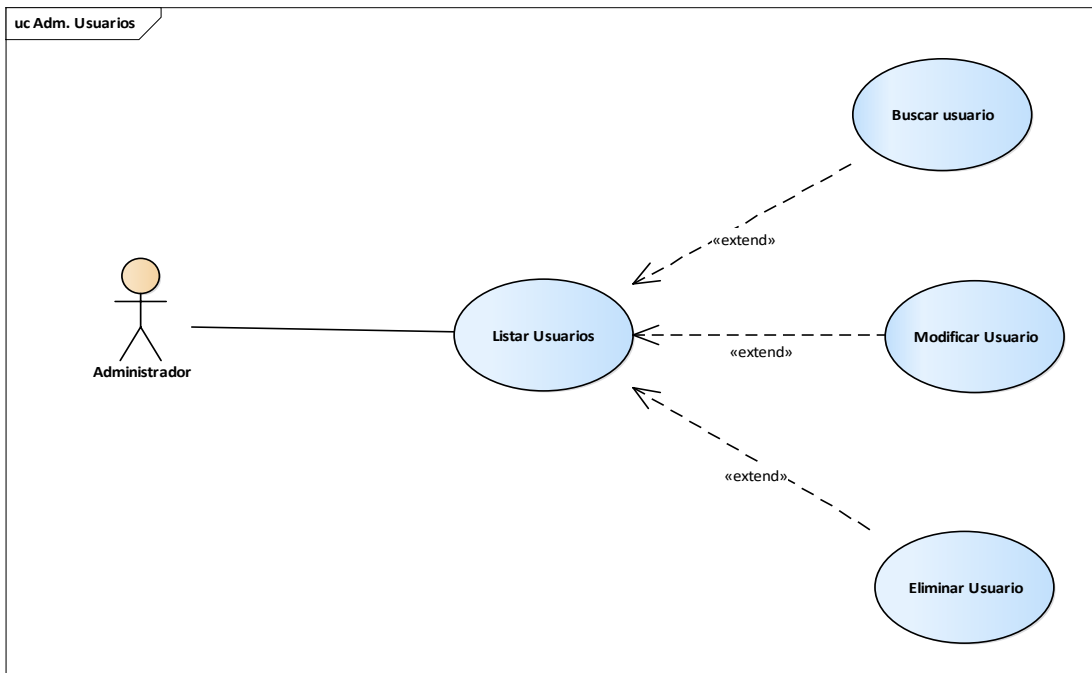 uc Adm. Usuarios
Buscar usuario
«extend»
Listar Usuarios
Modificar Usuario
«extend»
Administrador
«extend»
Eliminar Usuario